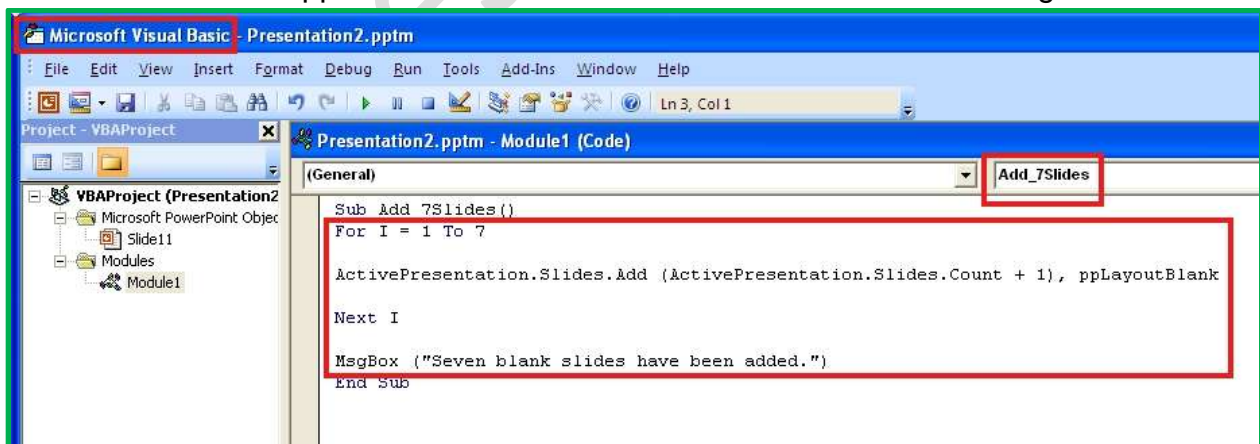 Microsoft Visual Basic - Presentation2.pptm
File Edit View Insert Format Debug Run Tools Add-Ins Window Help
Ln 3, Col 1
Project - VBAProject
Presentation2.pptm - Module1 (Code)
(General) Add_7Slides
VBAProject (Presentation2
Microsoft PowerPoint Objec
Slide11
Modules
Module1
Sub Add_7Slides()
For I = 1 To 7
ActivePresentation.Slides.Add (ActivePresentation.Slides.Count + 1), ppLayoutBlank
Next I
MsgBox ("Seven blank slides have been added.")
End Sub